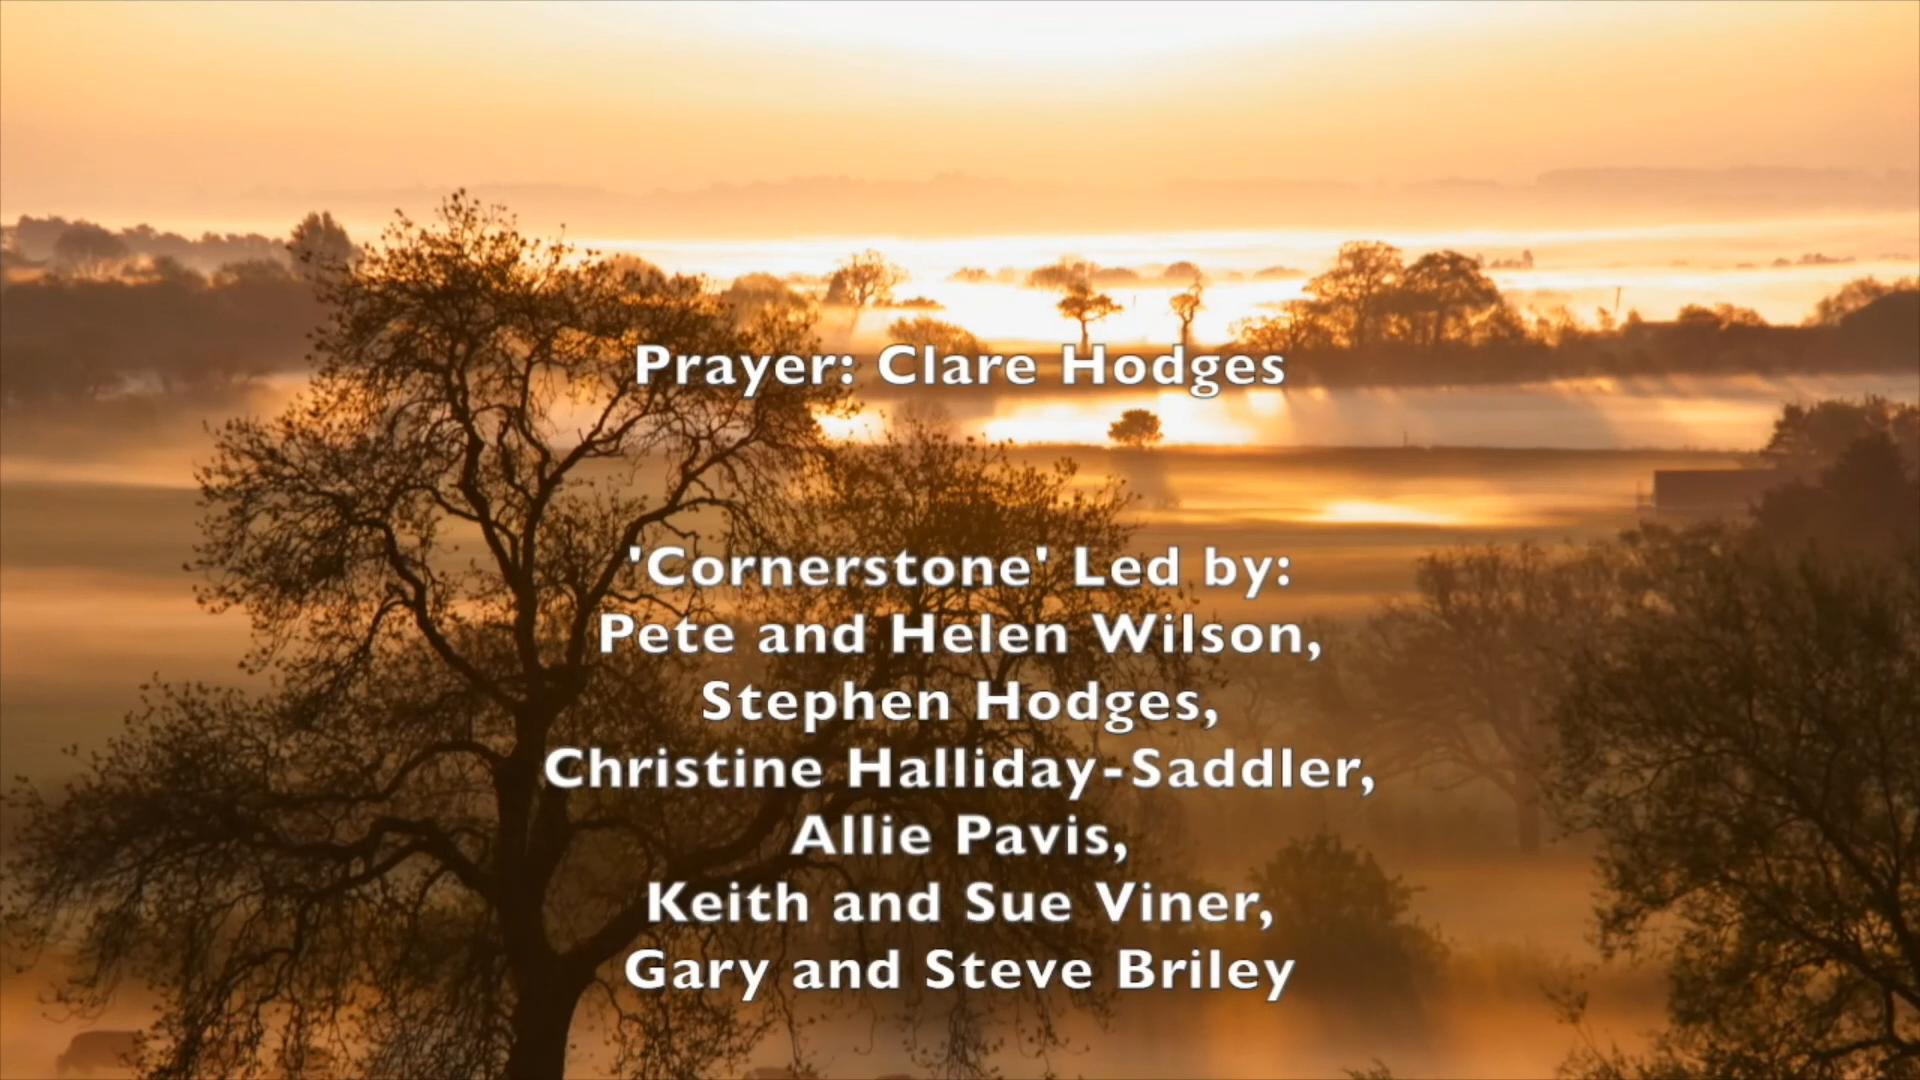 Prayer: Clare Hodges
'Cornerstone' Led by:
Pete and Helen Wilson,
Stephen Hodges,
Christine Halliday-Saddler,
Allie Pavis,
Keith and Sue Viner,
Gary and Steve Briley